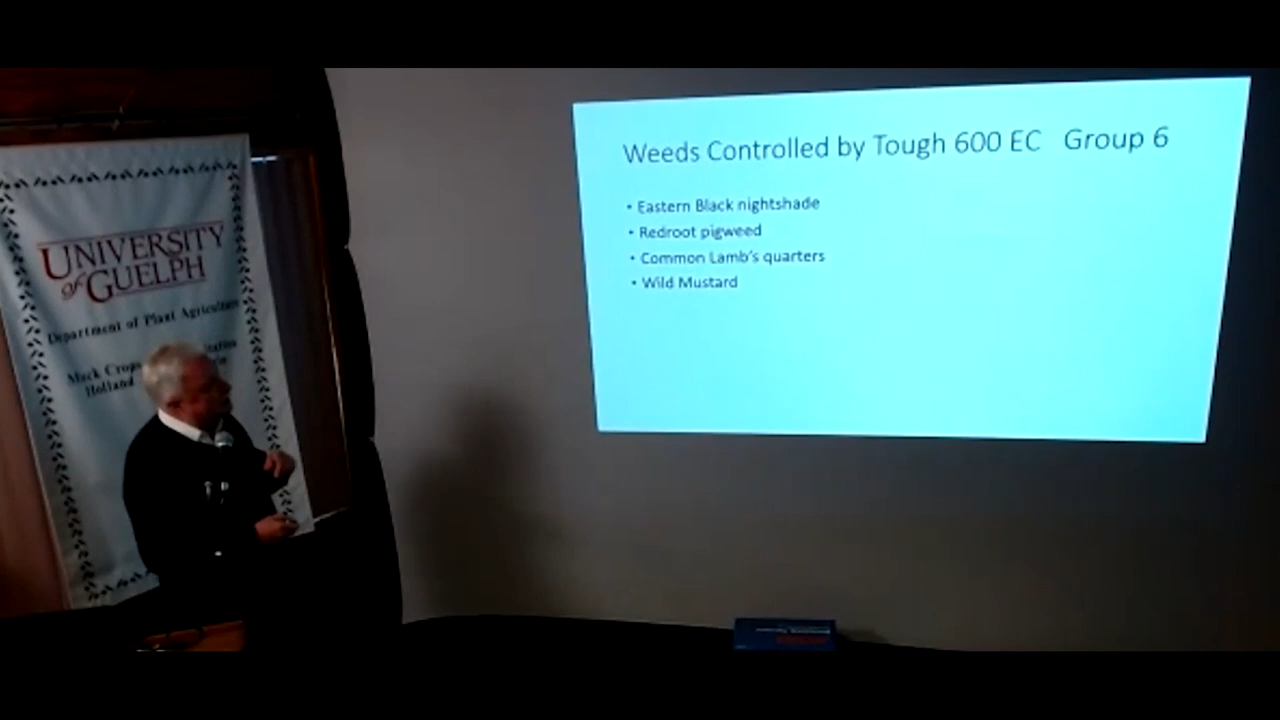 UNIVERSITY
of GUELPH
Department of Plant Agriculture
Muck Crops
Holland
Weeds Controlled by Tough 600 EC Group 6
• Eastern Black nightshade
• Redroot pigweed
• Common Lamb's quarters
• Wild Mustard